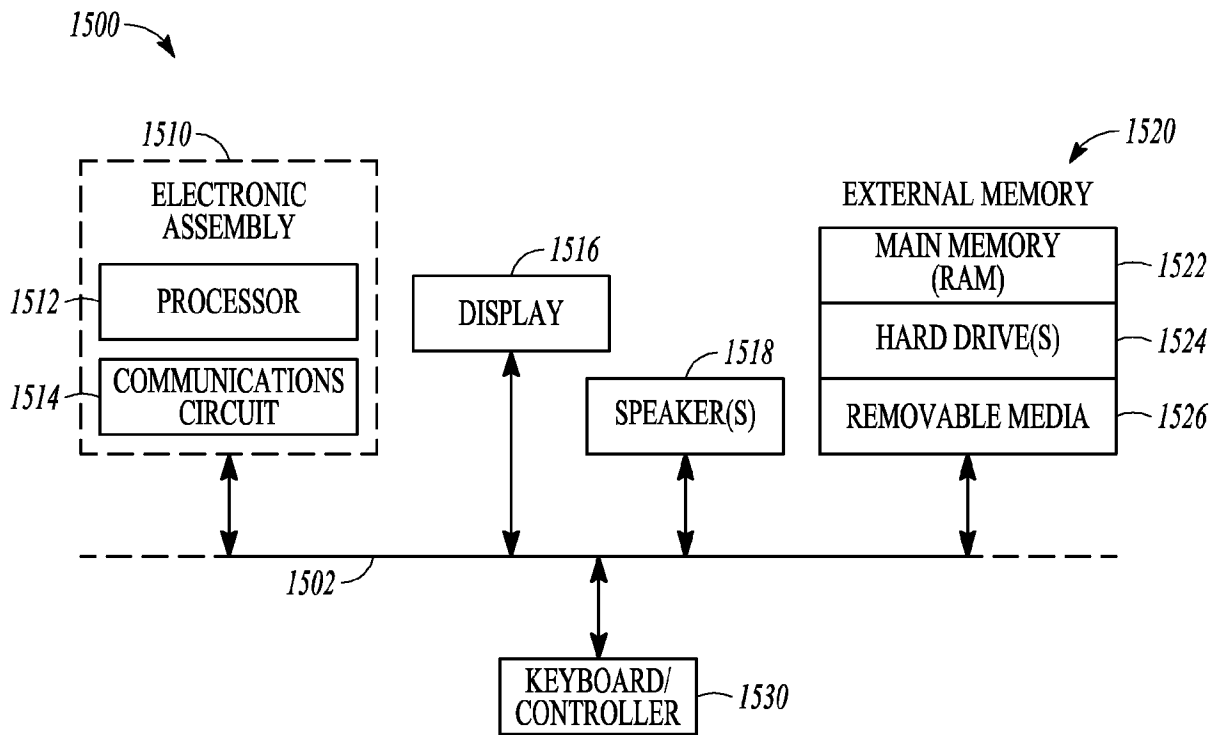 1500
1510
ELECTRONIC
ASSEMBLY
1512
PROCESSOR
1514
COMMUNICATIONS
CIRCUIT
1516
DISPLAY
1518
SPEAKER(S)
1520
EXTERNAL MEMORY
MAIN MEMORY
(RAM)
1522
HARD DRIVE(S)
1524
REMOVABLE MEDIA
1526
1502
KEYBOARD/
CONTROLLER
1530